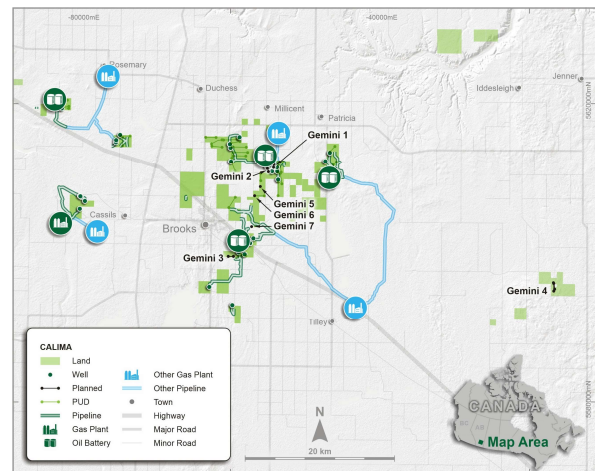 -80000mE
-40000mE
Rosemary
Jenner
Duchess
Iddesleigh
5620000mN
Millicent
Patricia
Gemini 1
Gemini 2
Gemini 5
Gemini 6
Gemini 7
Cassils
Brooks
Gemini 3
Gemini 4
Tilley
CALIMA
Land
Well
Planned
PUD
Pipeline
Gas Plant
Oil Battery
Other Gas Plant
Other Pipeline
Town
Highway
Major Road
Minor Road
N
20 km
CANADA
BC
AB
Map Area
5580000mN